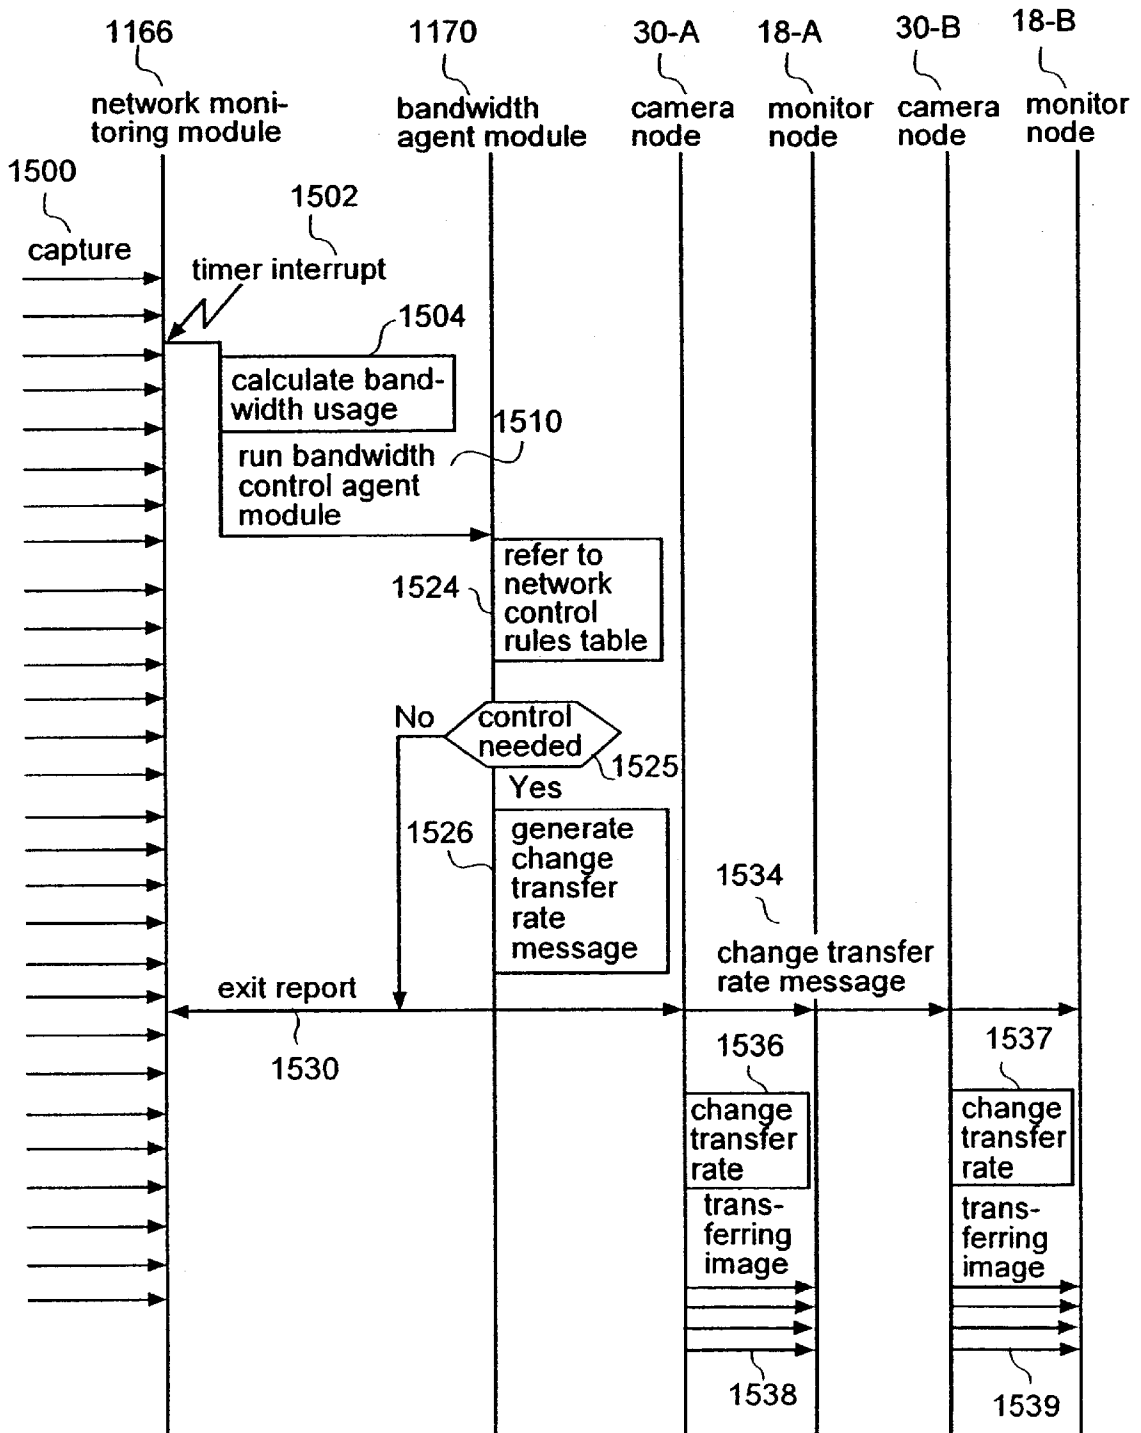 1166
1170
30-A
18-A
30-B
18-B
network moni-
toring module
bandwidth
agent module
camera
node
monitor
node
camera
node
monitor
node
1500
capture
1502
timer interrupt
1504
calculate band-
width usage
1510
run bandwidth
control agent
module
1524
refer to
network
control
rules table
No
control
needed
1525
Yes
1526
generate
change
transfer
rate
message
1534
change transfer
rate message
exit report
1530
1536
change
transfer
rate
1537
change
transfer
rate
trans-
ferring
image
trans-
ferring
image
1538
1539